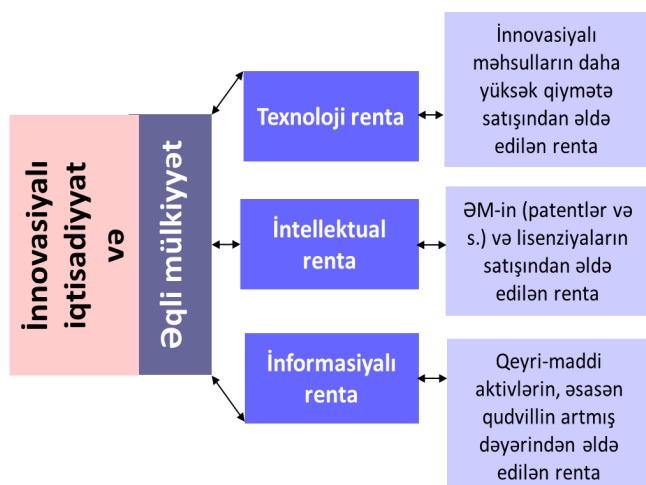 İnnovasiyalı
iqtisadiyyat
və
Əqli mülkiyyət
Texnoloji renta
İnnovasiyalı
məhsulların daha
yüksək qiymətə
satışından əldə
edilən renta
İntellektual
renta
ƏM-in (patentlər və
s.) və lisenziyaların
satışından əldə
edilən renta
İnformasiyalı
renta
Qeyri-maddi
aktivlərin, əsasən
qudvillin artmış
dəyərindən əldə
edilən renta